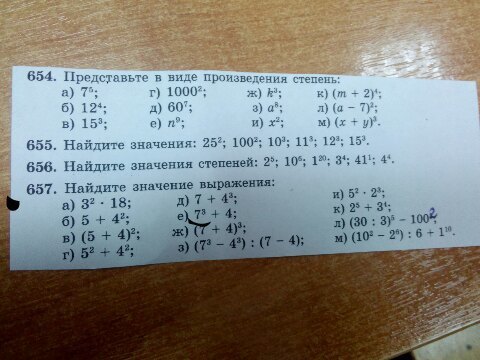 654. Представьте в виде произведения степень:
а) 7⁵; г) 1000²; ж) k³; к) (m + 2)⁴;
б) 12⁴; д) 60⁷; з) a⁸; л) (a − 7)²;
в) 15³; е) n⁹; и) x²; м) (x + y)³.
655. Найдите значения: 25²; 100²; 10³; 11³; 12³; 15³.
656. Найдите значения степеней: 2⁵; 10⁶; 1²⁰; 3⁴; 41¹; 4⁴.
657. Найдите значение выражения:
а) 3² · 18; д) 7 + 4³; и) 5² · 2³;
б) 5 + 4²; е) 7³ + 4; к) 2⁵ + 3⁴;
в) (5 + 4)²; ж) (7 + 4)³; л) (30 : 3)⁵ − 100²
г) 5² + 4²; з) (7³ − 4³) : (7 − 4); м) (10² − 2⁶) : 6 + 1¹⁰.